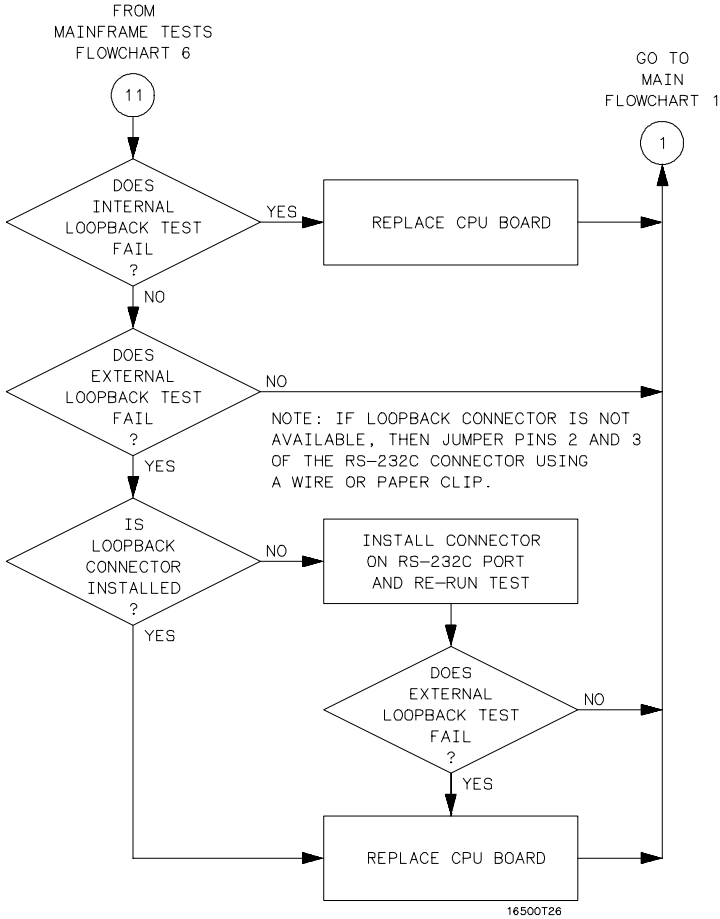 FROM
MAINFRAME TESTS
FLOWCHART 6
11
GO TO
MAIN
FLOWCHART 1
1
DOES
INTERNAL
LOOPBACK TEST
FAIL
?
YES
REPLACE CPU BOARD
NO
DOES
EXTERNAL
LOOPBACK TEST
FAIL
?
NO
YES
NOTE: IF LOOPBACK CONNECTOR IS NOT
AVAILABLE, THEN JUMPER PINS 2 AND 3
OF THE RS-232C CONNECTOR USING
A WIRE OR PAPER CLIP.
IS
LOOPBACK
CONNECTOR
INSTALLED
?
NO
YES
INSTALL CONNECTOR
ON RS-232C PORT
AND RE-RUN TEST
DOES
EXTERNAL
LOOPBACK TEST
FAIL
?
NO
YES
REPLACE CPU BOARD
16500T26